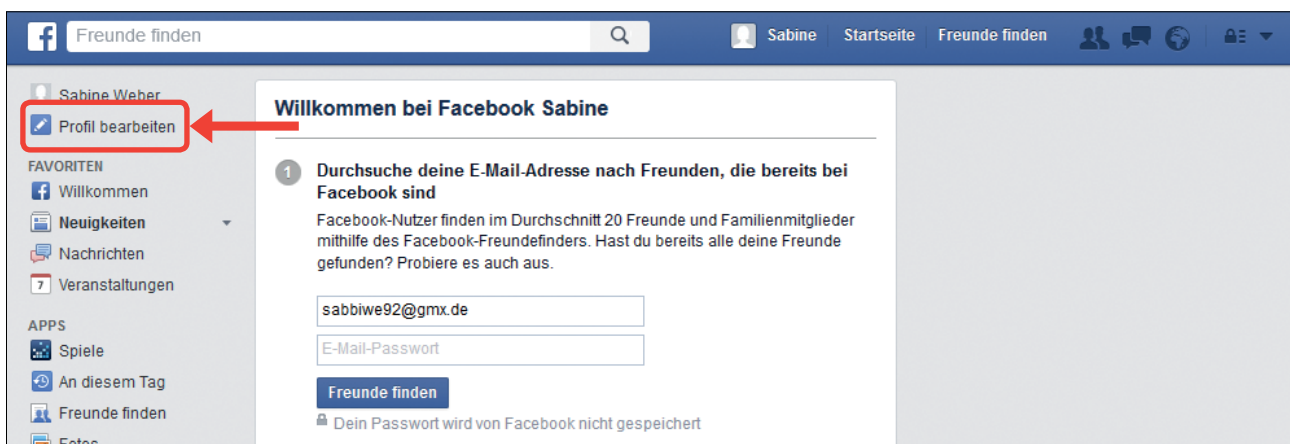 Freunde finden
Sabine Startseite Freunde finden
Sabine Weber
Profil bearbeiten
FAVORITEN
Willkommen
Neuigkeiten
Nachrichten
7 Veranstaltungen
APPS
Spiele
An diesem Tag
Freunde finden
Fotos
Willkommen bei Facebook Sabine
1 Durchsuche deine E-Mail-Adresse nach Freunden, die bereits bei
Facebook sind
Facebook-Nutzer finden im Durchschnitt 20 Freunde und Familienmitglieder
mithilfe des Facebook-Freundefinders. Hast du bereits alle deine Freunde
gefunden? Probiere es auch aus.
sabbiwe92@gmx.de
E-Mail-Passwort
Freunde finden
Dein Passwort wird von Facebook nicht gespeichert